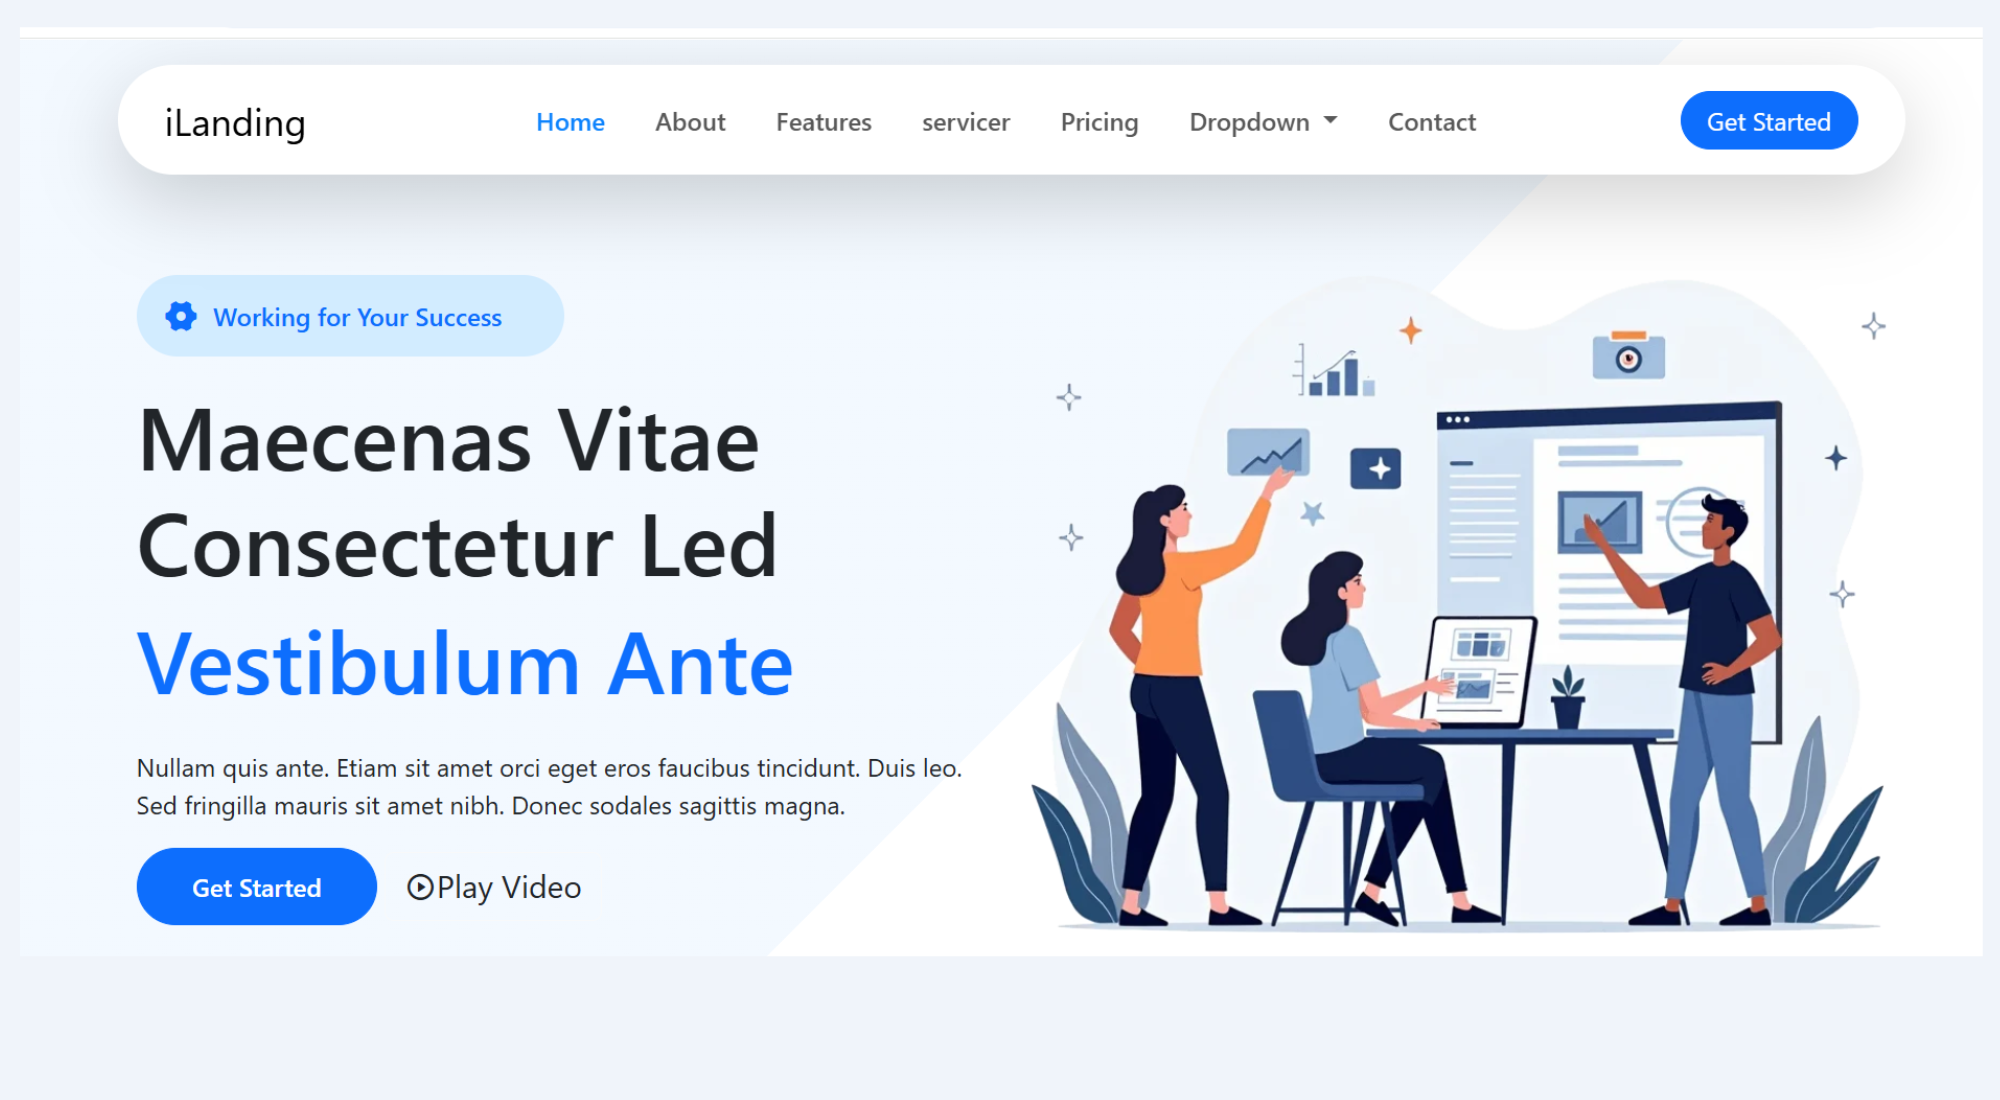 iLanding
Home About Features servicer Pricing Dropdown Contact
Get Started
Working for Your Success
Maecenas Vitae
Consectetur Led
Vestibulum Ante
Nullam quis ante. Etiam sit amet orci eget eros faucibus tincidunt. Duis leo.
Sed fringilla mauris sit amet nibh. Donec sodales sagittis magna.
Get Started
Play Video